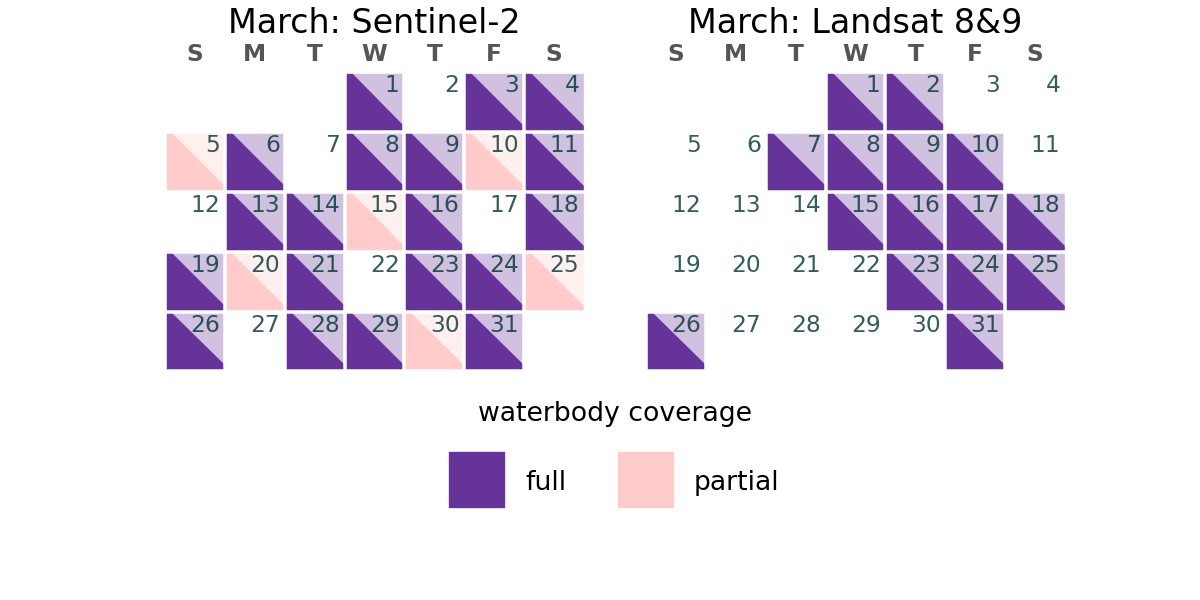 March: Sentinel-2
S M T W T F S
1 2 3 4
5 6 7 8 9 10 11
12 13 14 15 16 17 18
19 20 21 22 23 24 25
26 27 28 29 30 31
March: Landsat 8&9
S M T W T F S
1 2 3 4
5 6 7 8 9 10 11
12 13 14 15 16 17 18
19 20 21 22 23 24 25
26 27 28 29 30 31
waterbody coverage
full partial